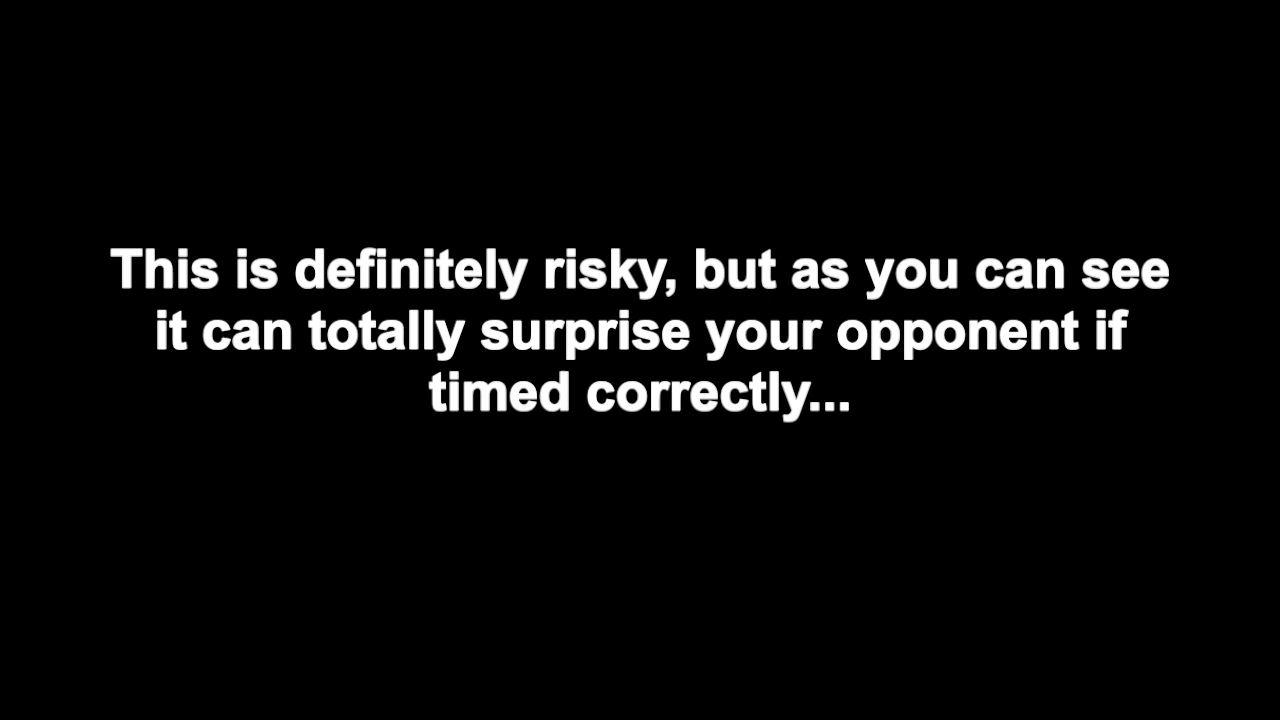 This is definitely risky, but as you can see
it can totally surprise your opponent if
timed correctly...